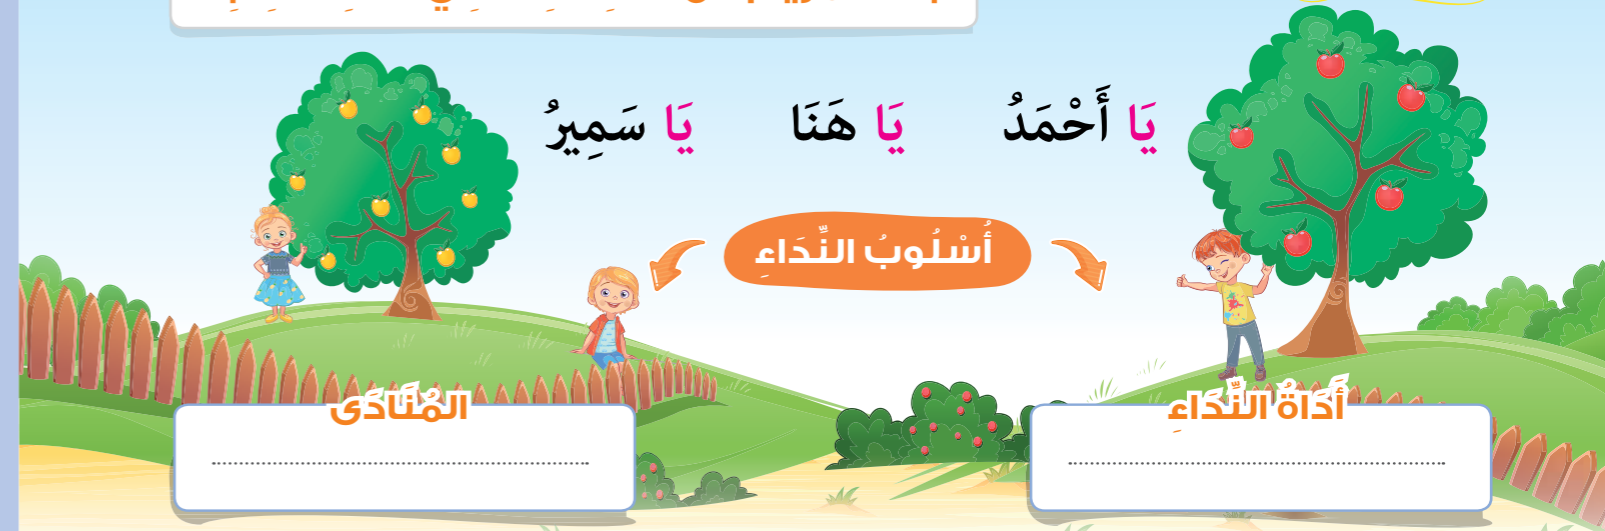 يَا أَحْمَدُ يَا هَنَا يَا سَمِيرُ
أُسْلُوبُ النِّدَاءِ
أَدَاةُ النِّدَاءِ
المُنَادَى